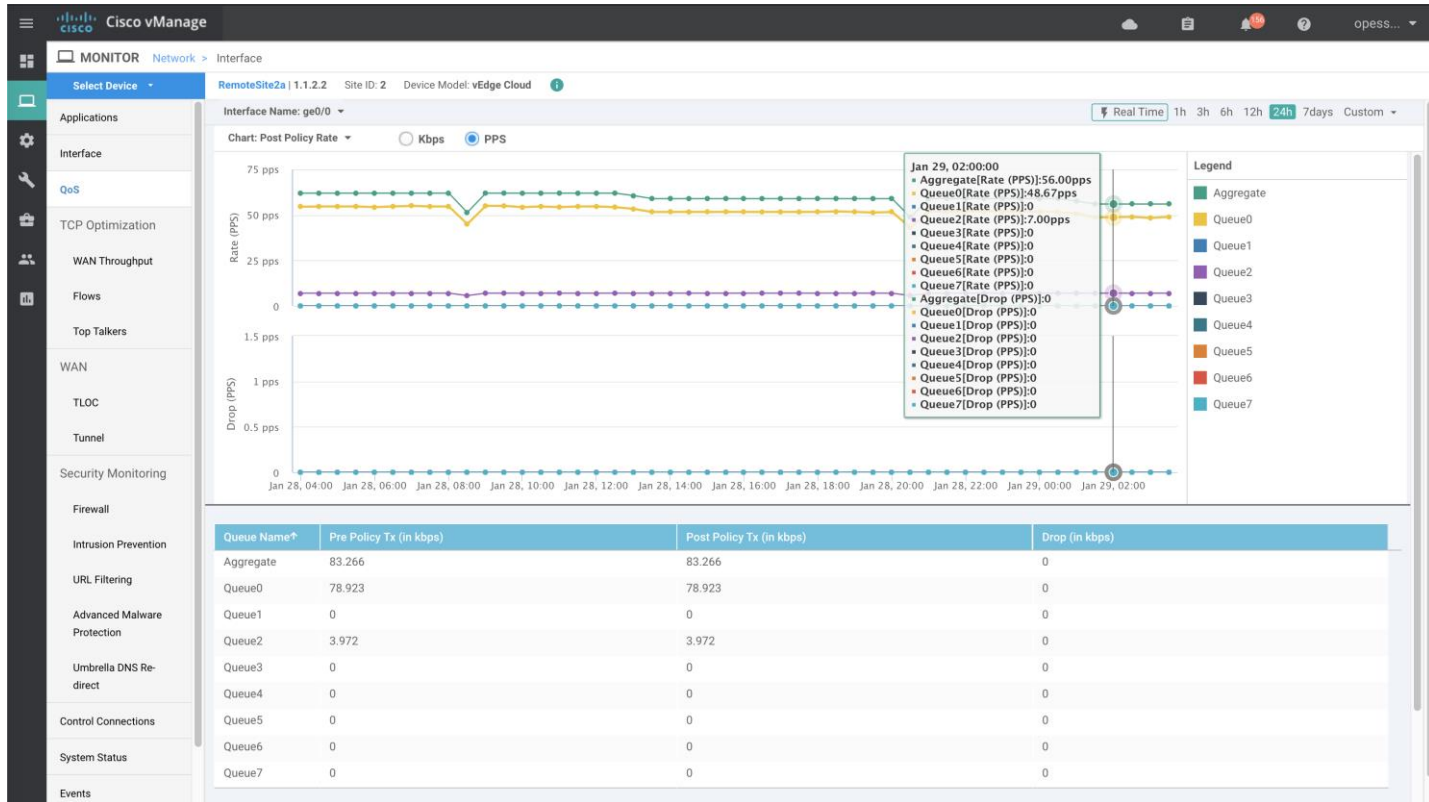 cisco Cisco vManage
156
opess...
MONITOR Network > Interface
Select Device
RemoteSite2a | 1.1.2.2 Site ID: 2 Device Model: vEdge Cloud
Applications
Interface
QoS
TCP Optimization
WAN Throughput
Flows
Top Talkers
WAN
TLOC
Tunnel
Security Monitoring
Firewall
Intrusion Prevention
URL Filtering
Advanced Malware
Protection
Umbrella DNS Re-
direct
Control Connections
System Status
Events
Interface Name: ge0/0
Real Time 1h 3h 6h 12h 24h 7days Custom
Chart: Post Policy Rate Kbps PPS
75 pps
50 pps
25 pps
0
Rate (PPS)
1.5 pps
1 pps
0.5 pps
0
Drop (PPS)
Jan 28, 04:00 Jan 28, 06:00 Jan 28, 08:00 Jan 28, 10:00 Jan 28, 12:00 Jan 28, 14:00 Jan 28, 16:00 Jan 28, 18:00 Jan 28, 20:00 Jan 28, 22:00 Jan 29, 00:00 Jan 29, 02:00
Jan 29, 02:00:00
Aggregate[Rate (PPS)]:56.00pps
Queue0[Rate (PPS)]:48.67pps
Queue1[Rate (PPS)]:0
Queue2[Rate (PPS)]:7.00pps
Queue3[Rate (PPS)]:0
Queue4[Rate (PPS)]:0
Queue5[Rate (PPS)]:0
Queue6[Rate (PPS)]:0
Queue7[Rate (PPS)]:0
Aggregate[Drop (PPS)]:0
Queue0[Drop (PPS)]:0
Queue1[Drop (PPS)]:0
Queue2[Drop (PPS)]:0
Queue3[Drop (PPS)]:0
Queue4[Drop (PPS)]:0
Queue5[Drop (PPS)]:0
Queue6[Drop (PPS)]:0
Queue7[Drop (PPS)]:0
Legend
Aggregate
Queue0
Queue1
Queue2
Queue3
Queue4
Queue5
Queue6
Queue7
Queue Name Pre Policy Tx (in kbps) Post Policy Tx (in kbps) Drop (in kbps)
Aggregate 83.266 83.266 0
Queue0 78.923 78.923 0
Queue1 0 0 0
Queue2 3.972 3.972 0
Queue3 0 0 0
Queue4 0 0 0
Queue5 0 0 0
Queue6 0 0 0
Queue7 0 0 0